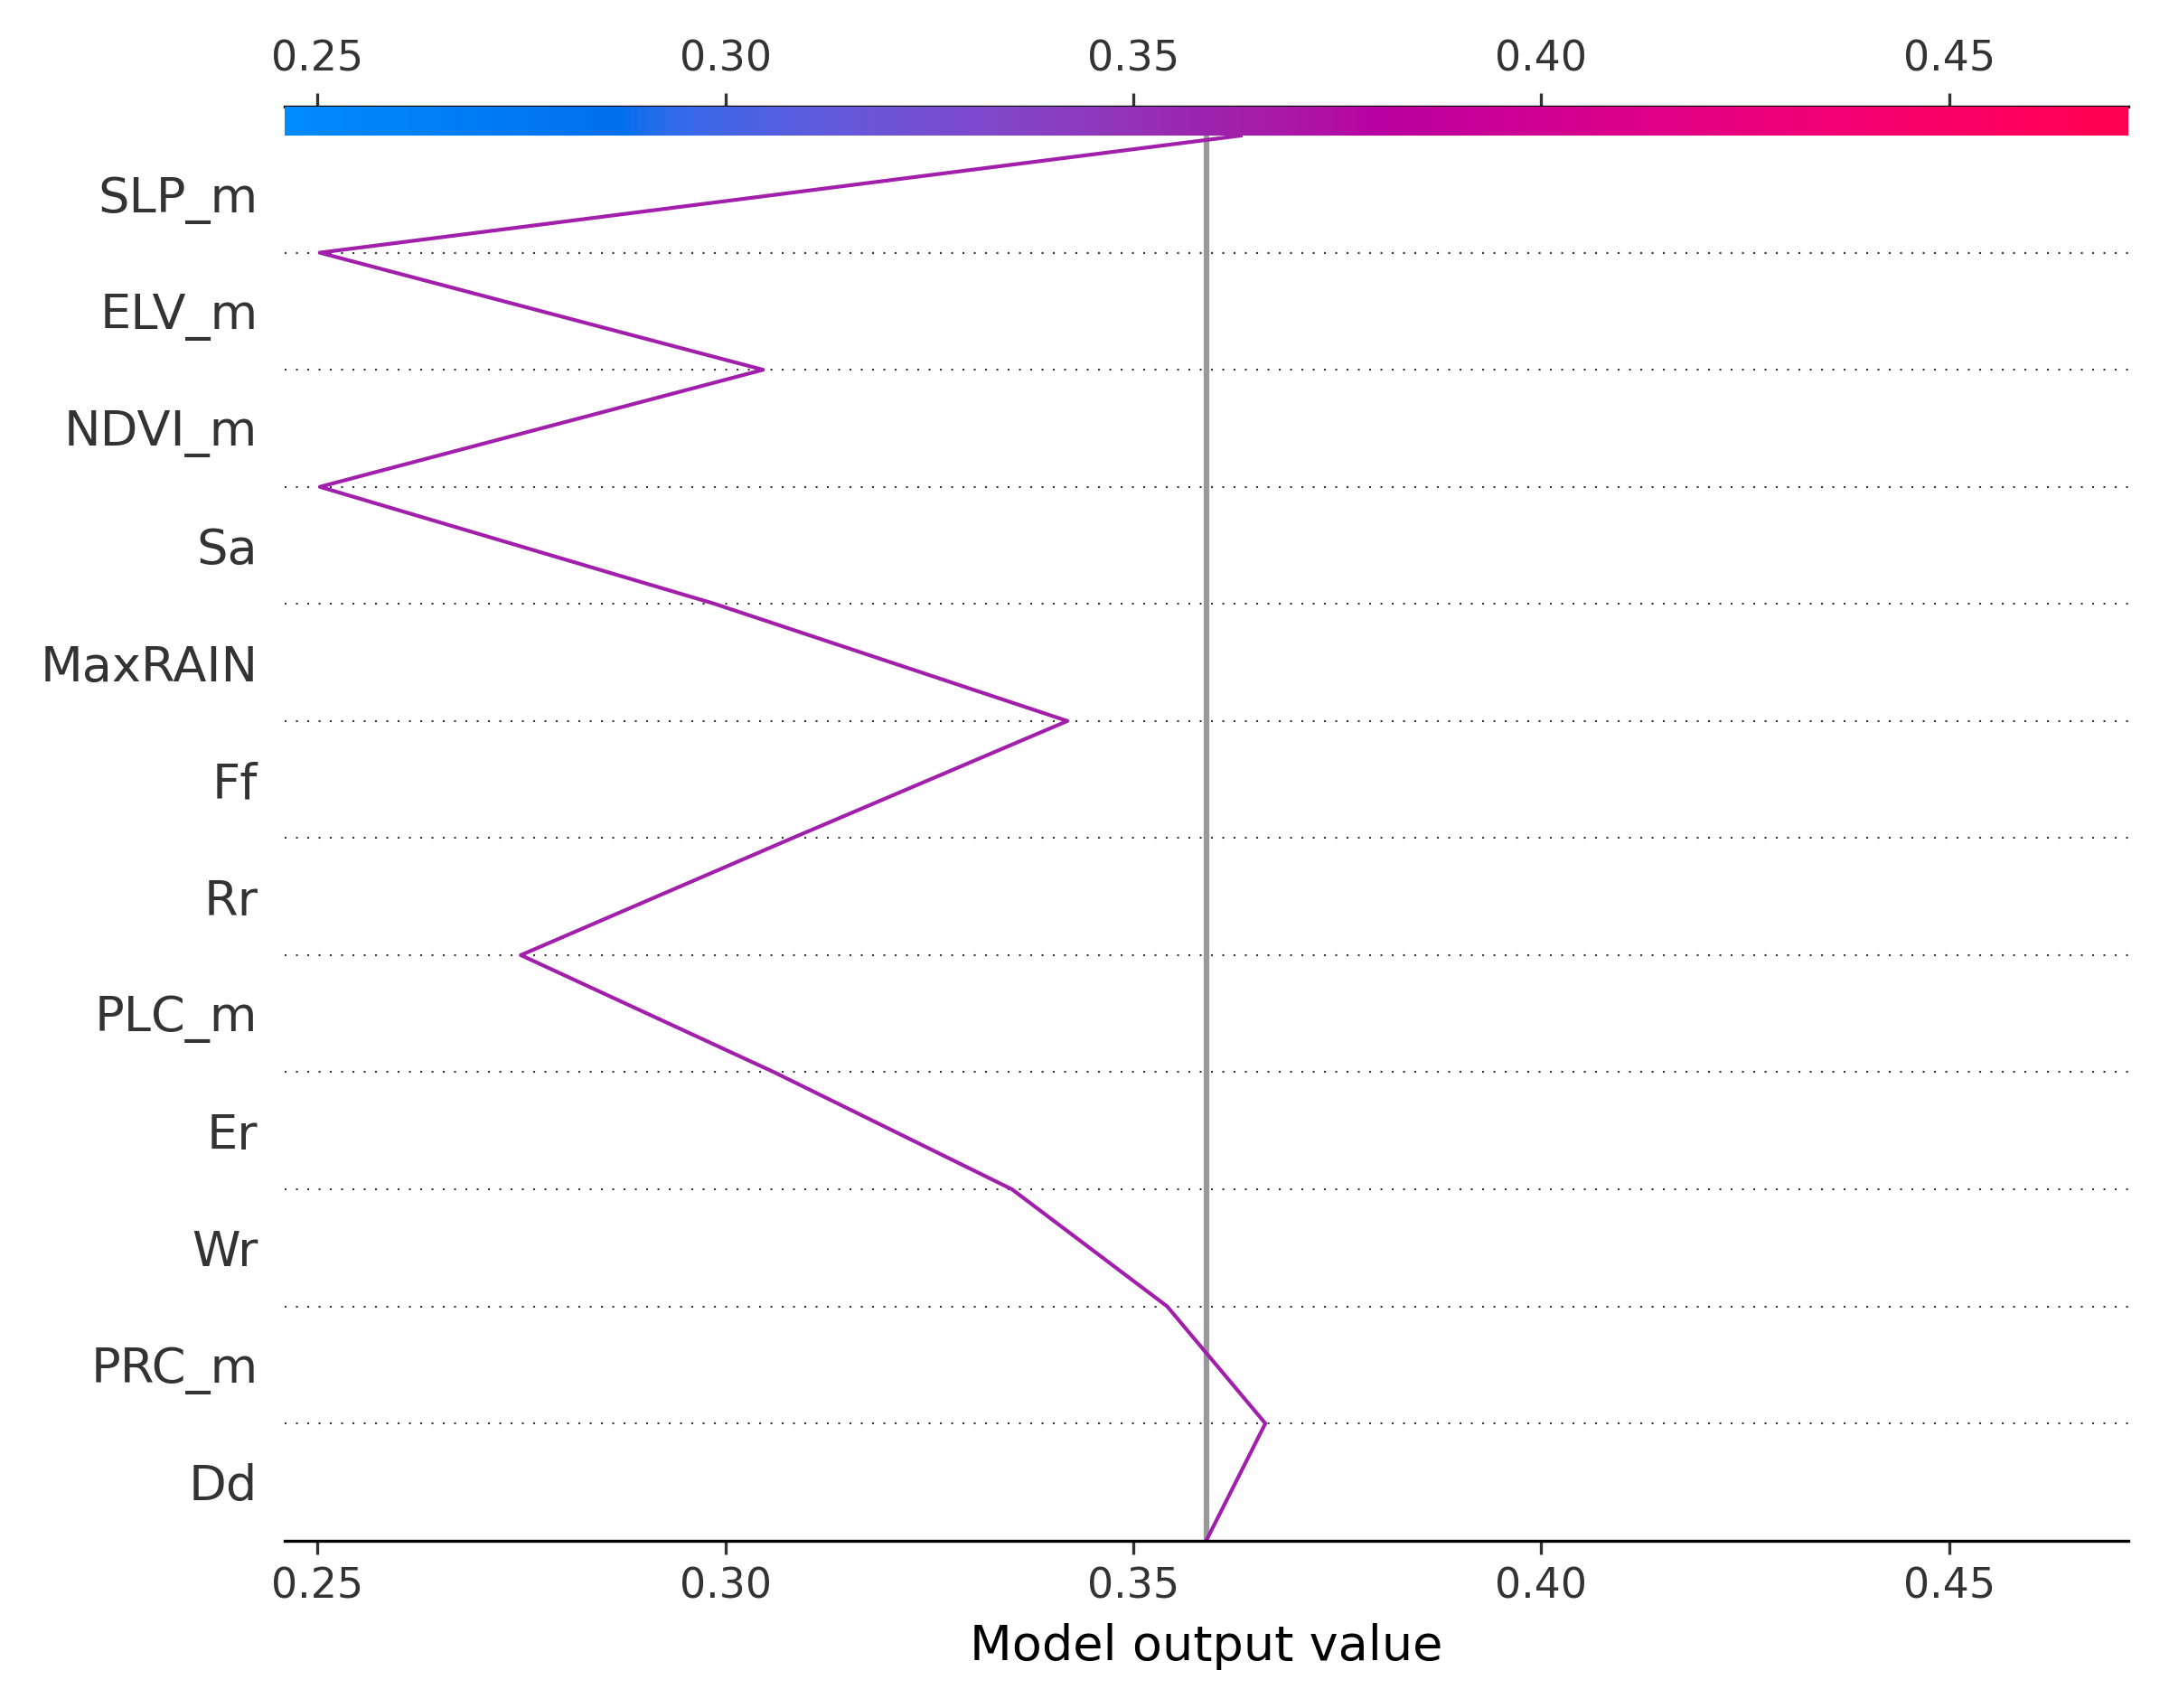 0.25 0.30 0.35 0.40 0.45
SLP_m
ELV_m
NDVI_m
Sa
MaxRAIN
Ff
Rr
PLC_m
Er
Wr
PRC_m
Dd
0.25 0.30 0.35 0.40 0.45
Model output value